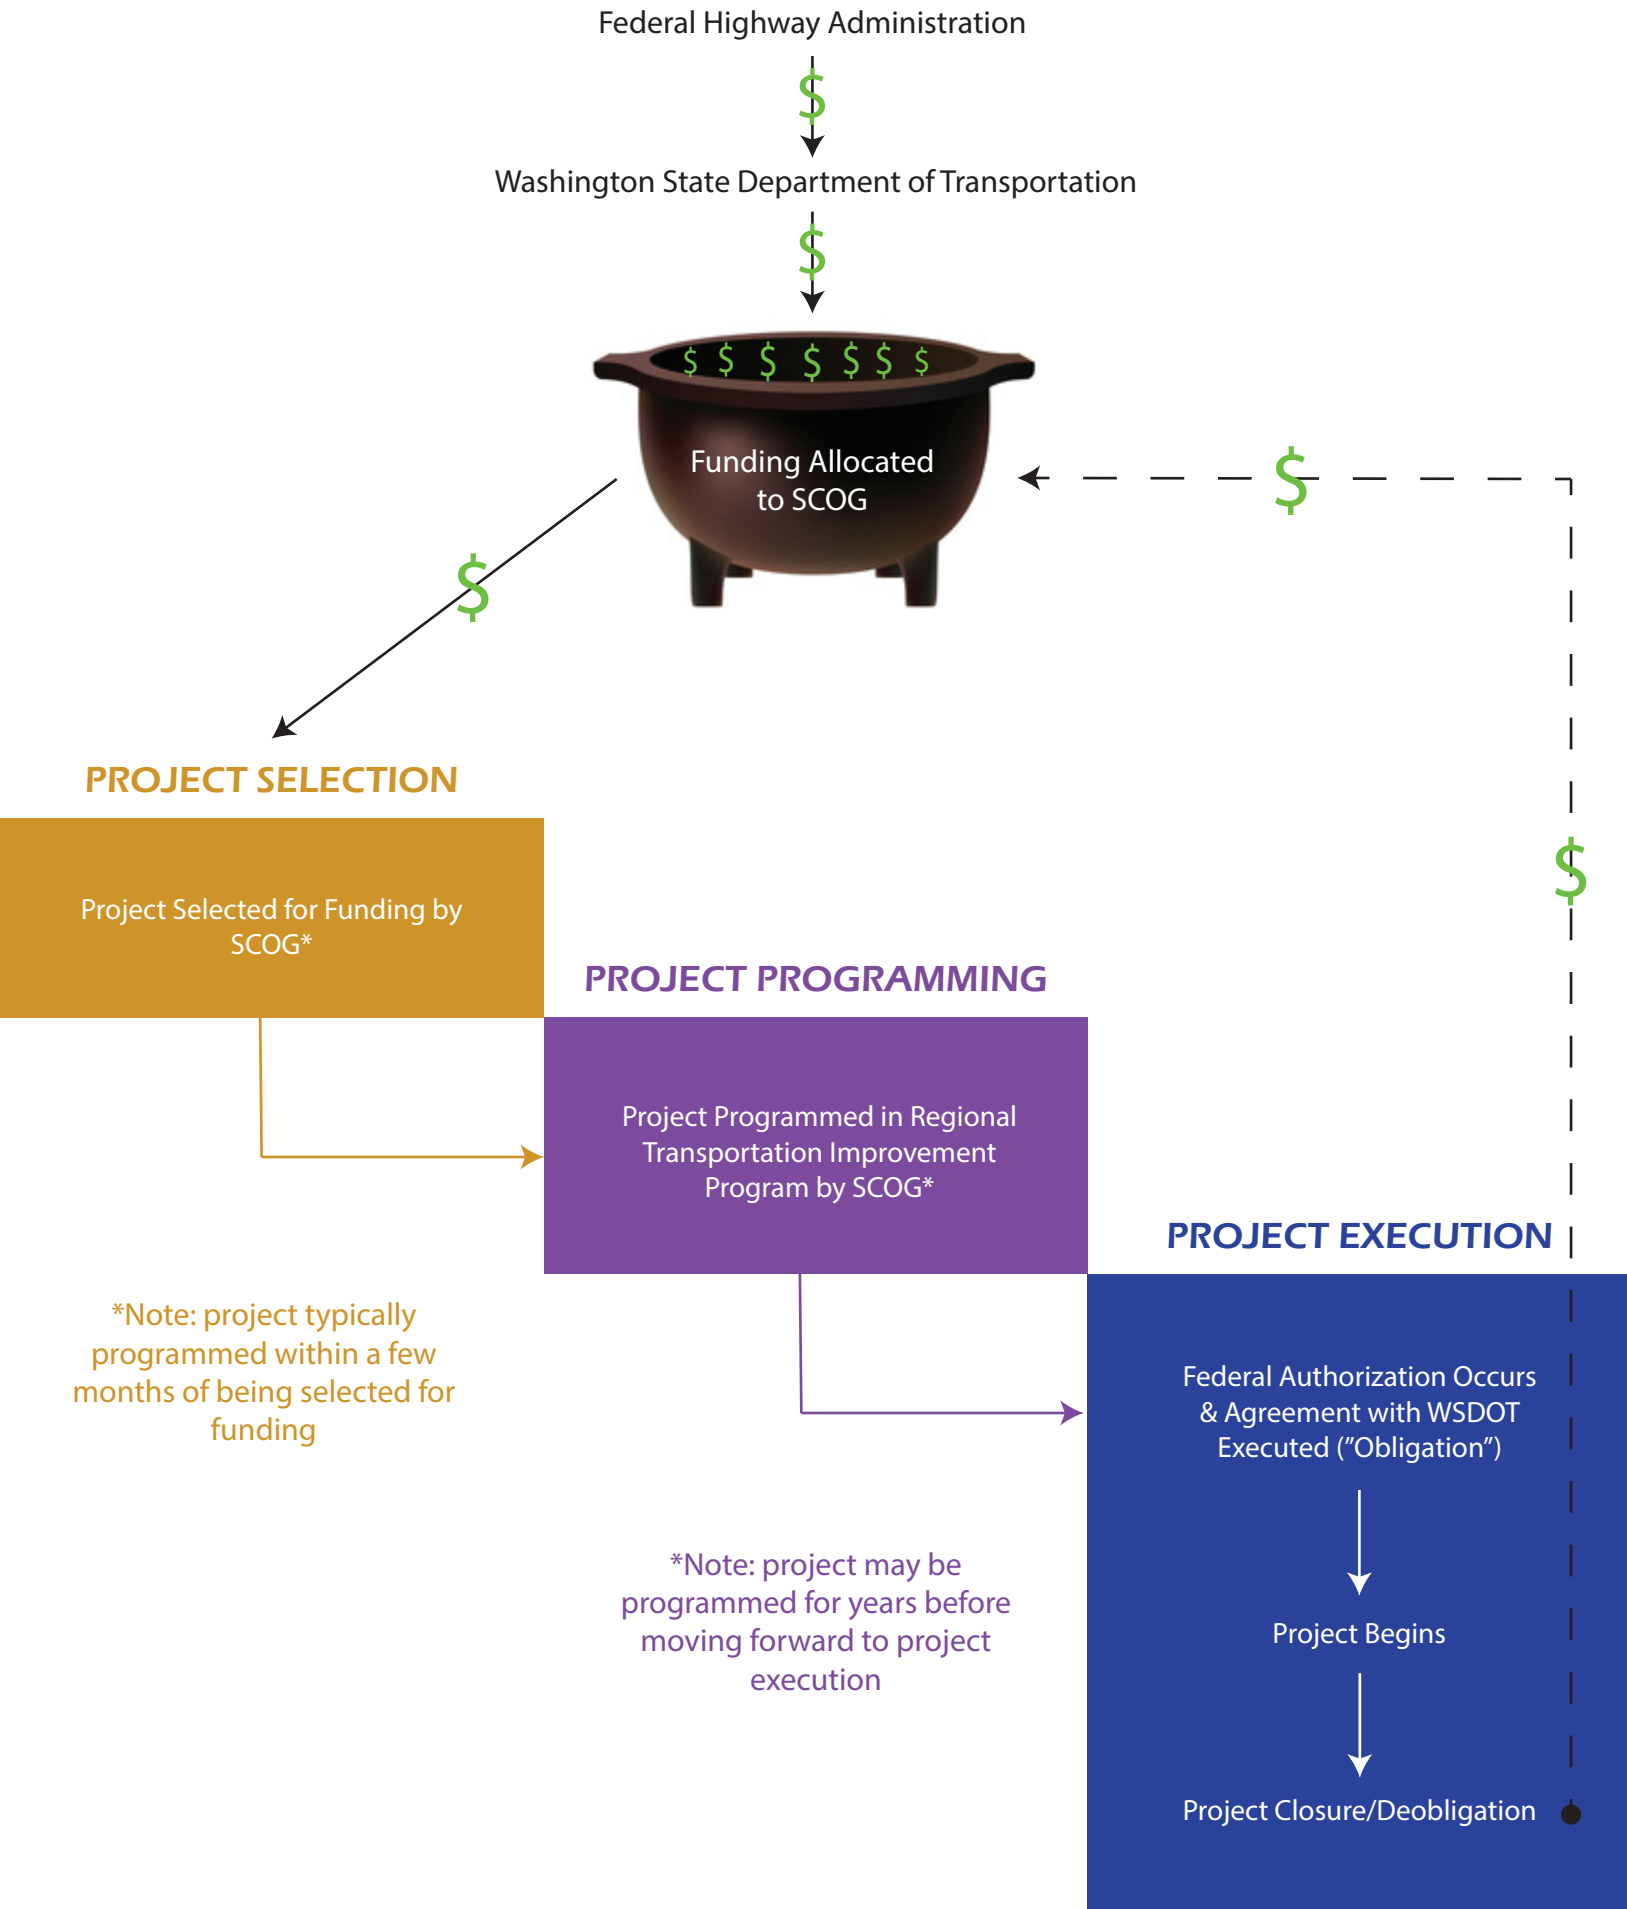 Federal Highway Administration
$
Washington State Department of Transportation
$
$ $ $ $ $ $ $
Funding Allocated
to SCOG
$
$
PROJECT SELECTION
Project Selected for Funding by
SCOG*
$
PROJECT PROGRAMMING
Project Programmed in Regional
Transportation Improvement
Program by SCOG*
PROJECT EXECUTION
*Note: project typically
programmed within a few
months of being selected for
funding
Federal Authorization Occurs
& Agreement with WSDOT
Executed ("Obligation")
*Note: project may be
programmed for years before
moving forward to project
execution
Project Begins
Project Closure/Deobligation